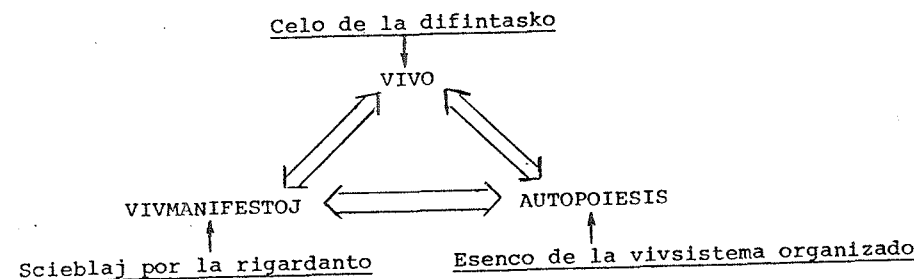 Celo de la difintasko
VIVO
VIVMANIFESTOJ
AUTOPOIESIS
Scieblaj por la rigardanto
Esenco de la vivsistema organizado